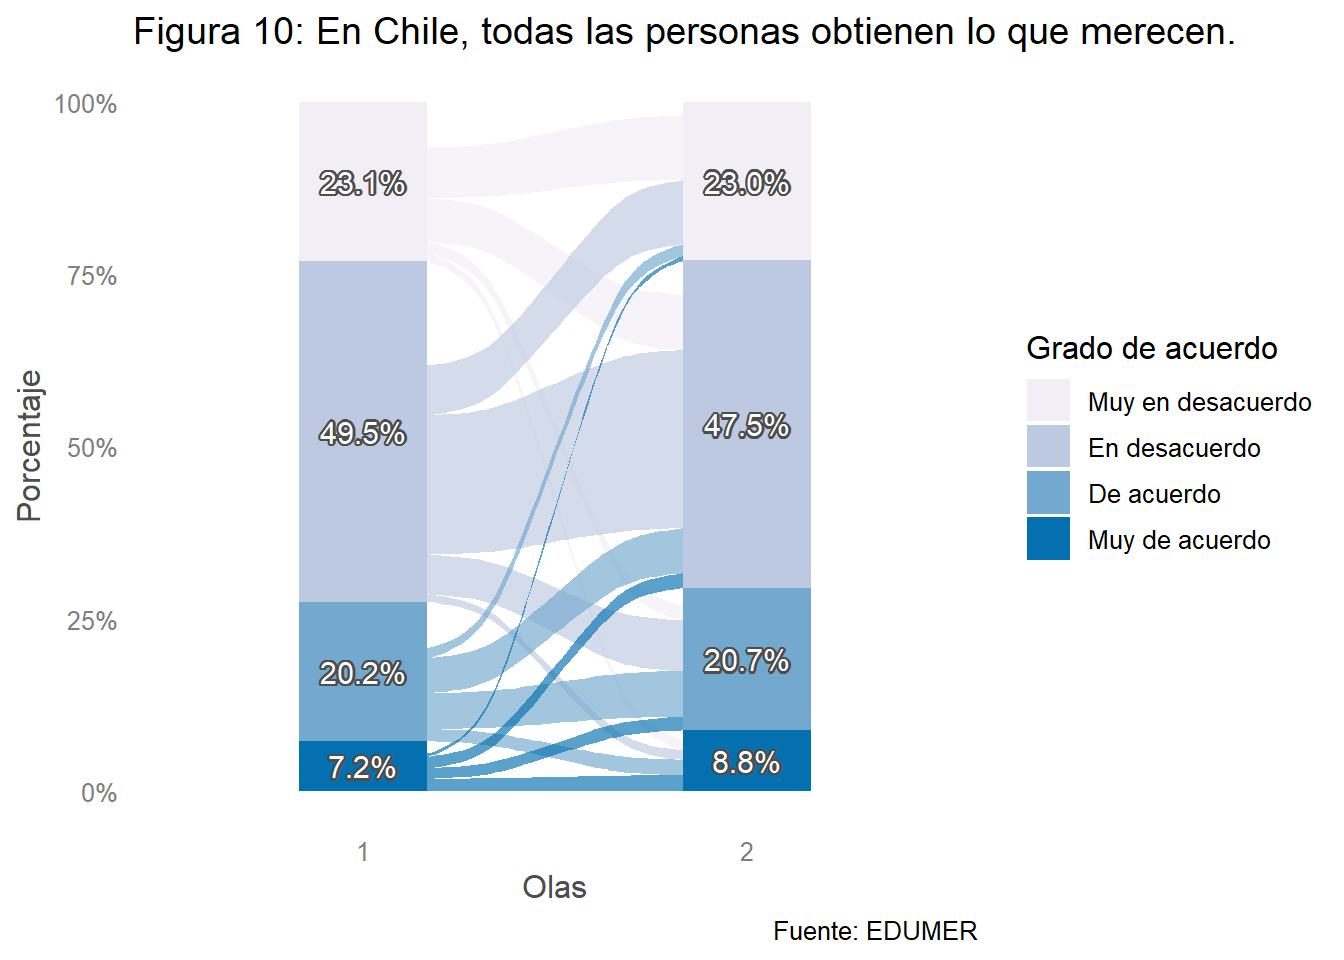 Figura 10: En Chile, todas las personas obtienen lo que merecen.
100%
75%
50%
25%
0%
Porcentaje
23.1%
49.5%
20.2%
7.2%
23.0%
47.5%
20.7%
8.8%
1
2
Olas
Grado de acuerdo
Muy en desacuerdo
En desacuerdo
De acuerdo
Muy de acuerdo
Fuente: EDUMER